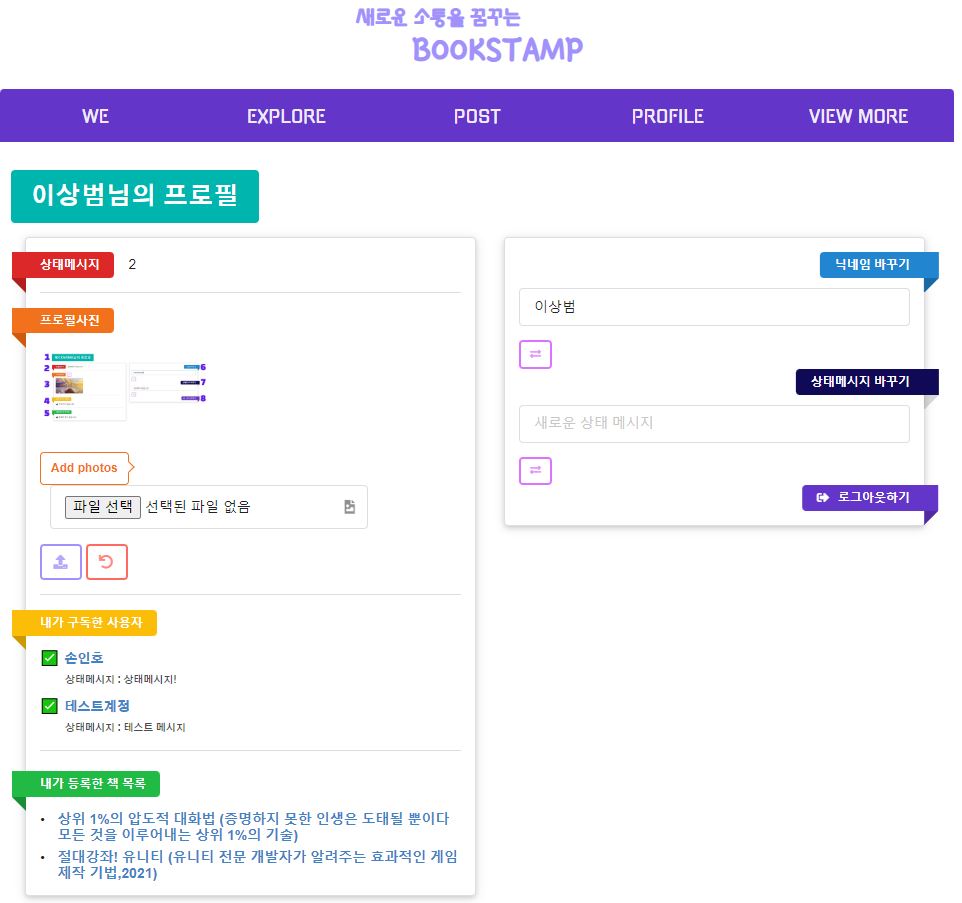 새로운 소통을 꿈꾸는
BOOKSTAMP
WE EXPLORE POST PROFILE VIEW MORE
이상범님의 프로필
상태메시지 2
프로필사진
1
2
3
4
5
6
7
8
Add photos
파일 선택 선택된 파일 없음
내가 구독한 사용자
손인호
상태메시지 : 상태메시지!
테스트계정
상태메시지 : 테스트 메시지
내가 등록한 책 목록
• 상위 1%의 압도적 대화법 (증명하지 못한 인생은 도태될 뿐이다
모든 것을 이루어내는 상위 1%의 기술)
• 절대강좌! 유니티 (유니티 전문 개발자가 알려주는 효과적인 게임
제작 기법,2021)
닉네임 바꾸기
이상범
상태메시지 바꾸기
새로운 상태 메시지
로그아웃하기